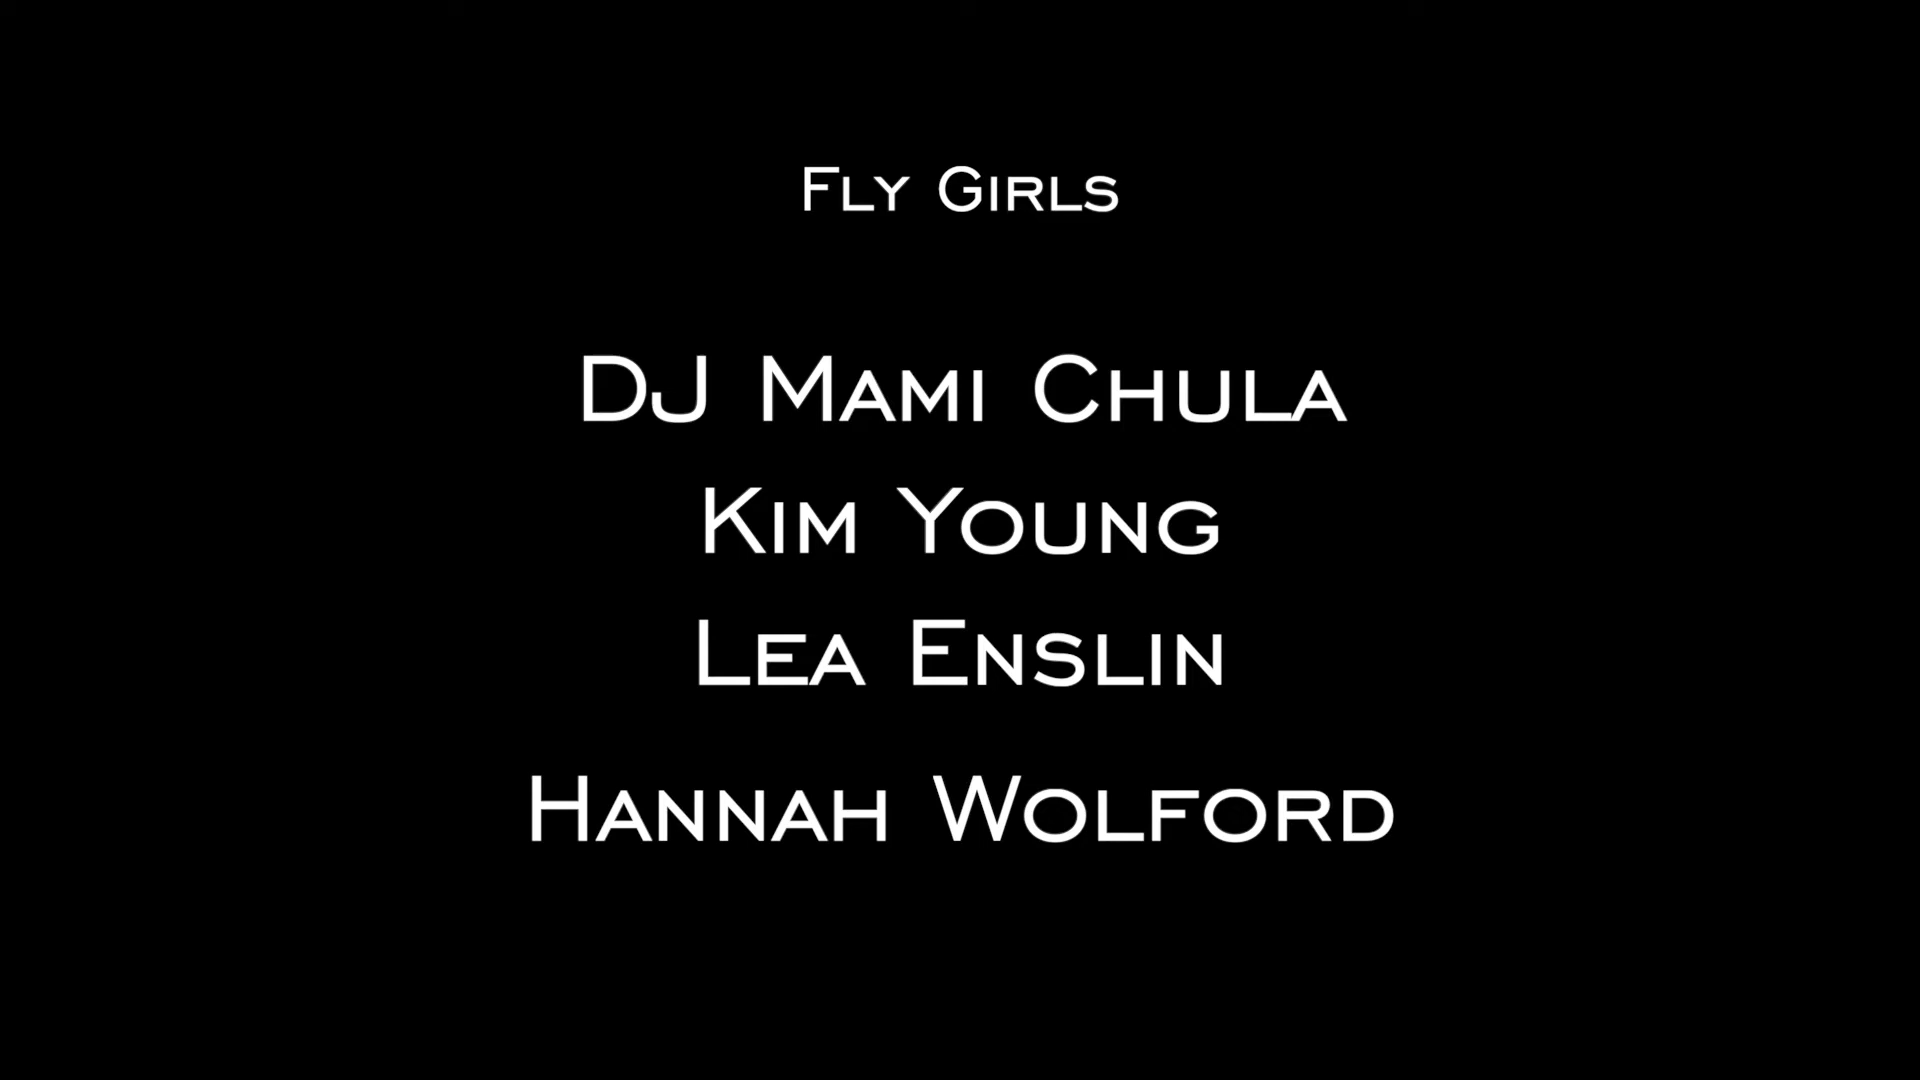 Fly Girls
DJ Mami Chula
Kim Young
Lea Enslin
Hannah Wolford